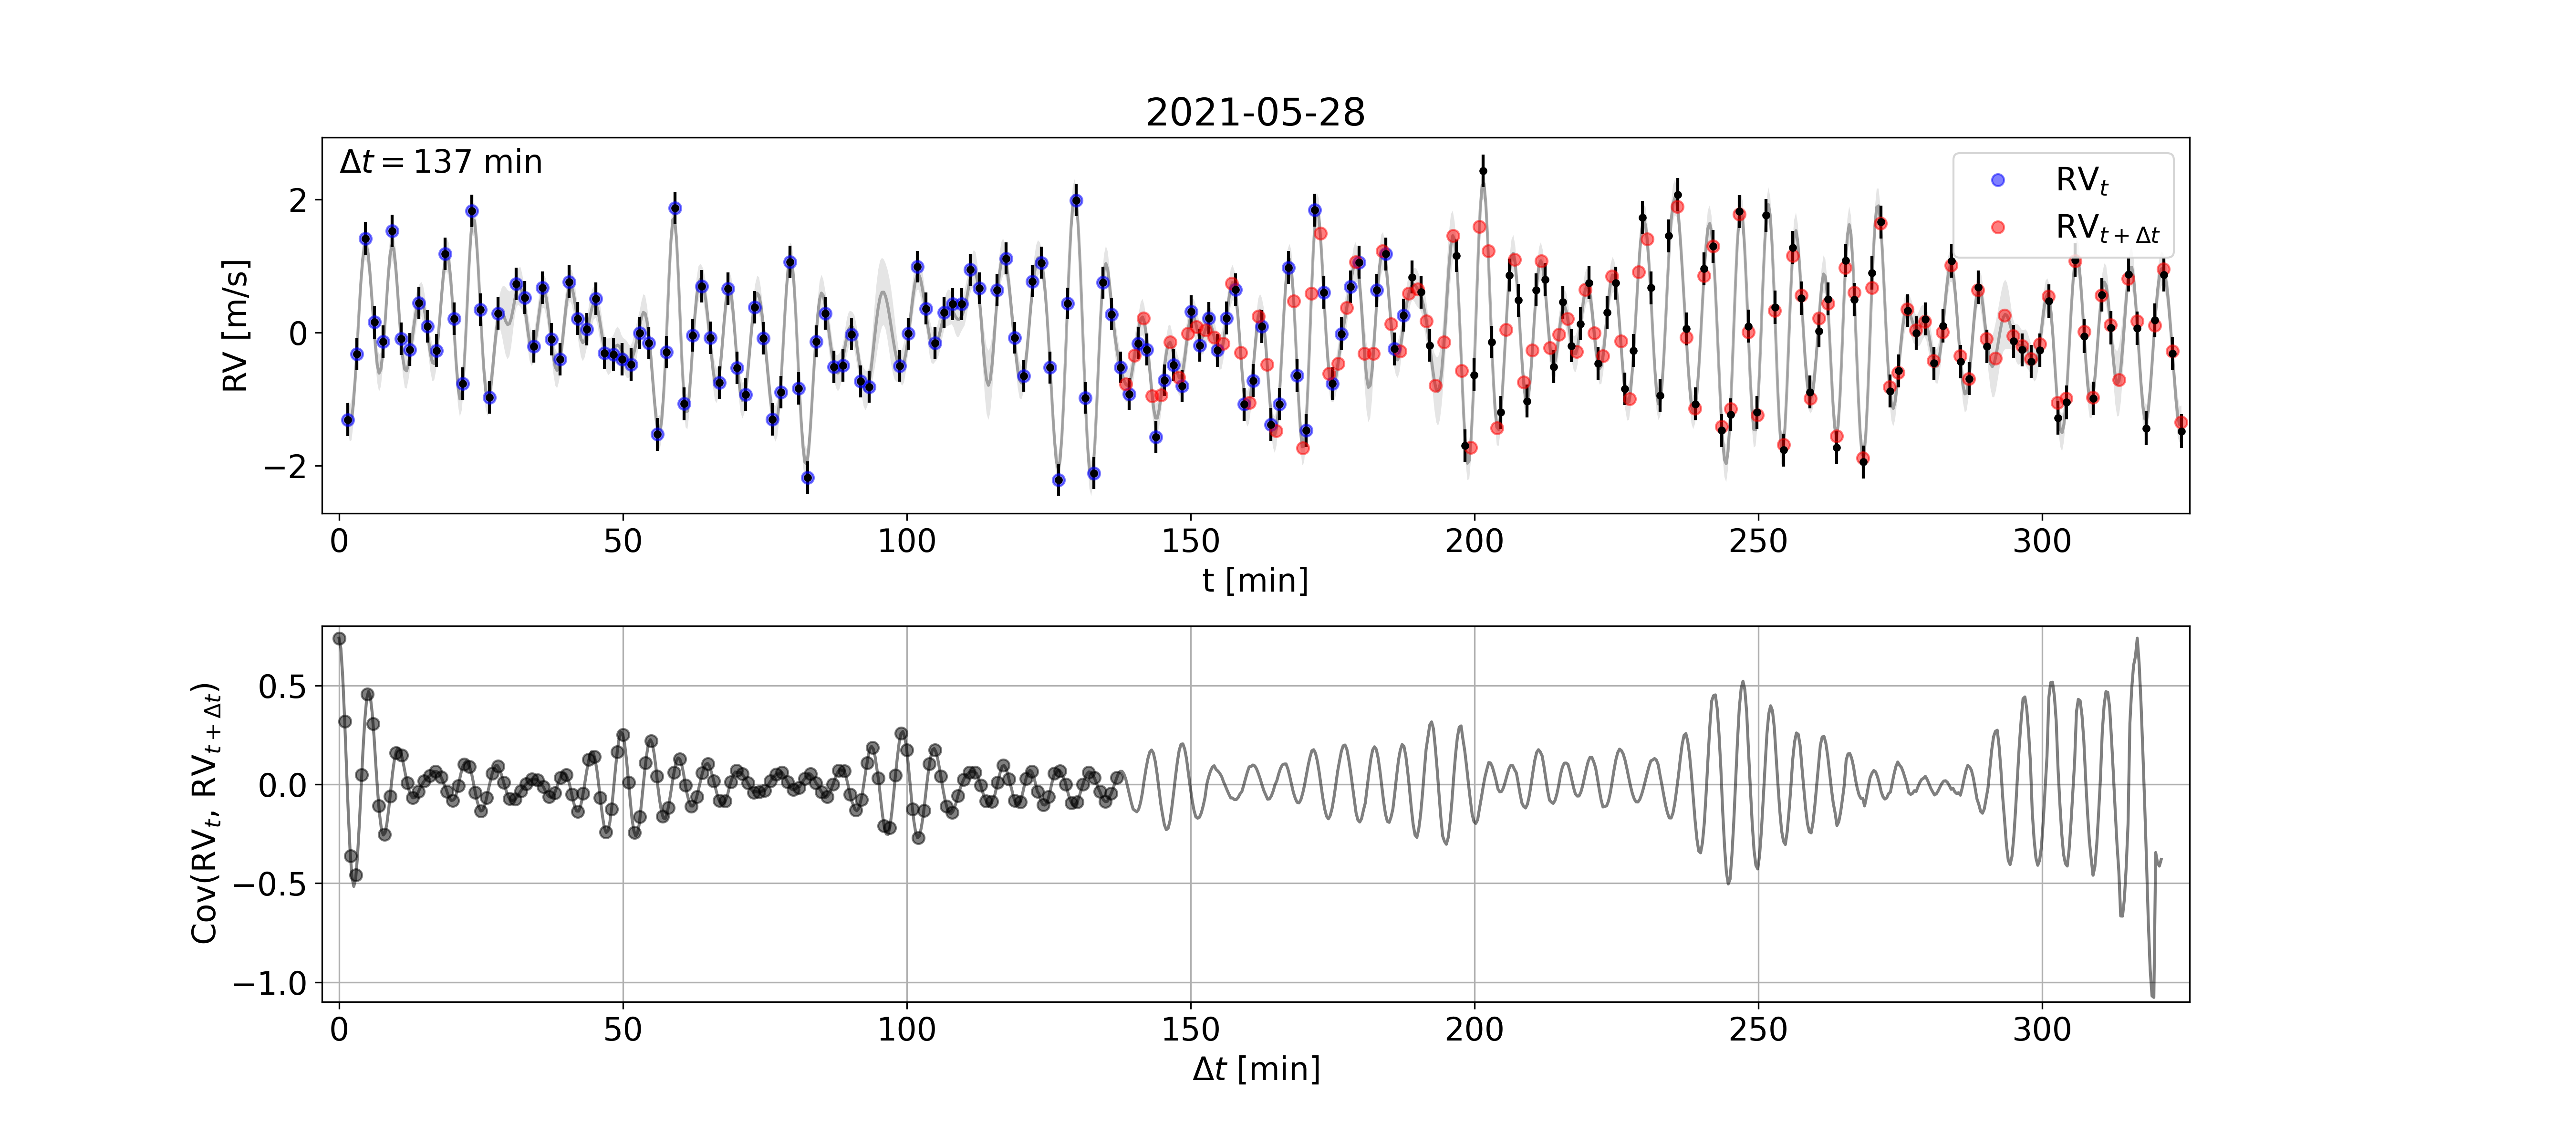 2021-05-28
Δt = 137 min
RV_t
RV_{t+Δt}
RV [m/s]
2
0
−2
0 50 100 150 200 250 300
t [min]
Cov(RV_t, RV_{t+Δt})
0.5
0.0
−0.5
−1.0
0 50 100 150 200 250 300
Δt [min]